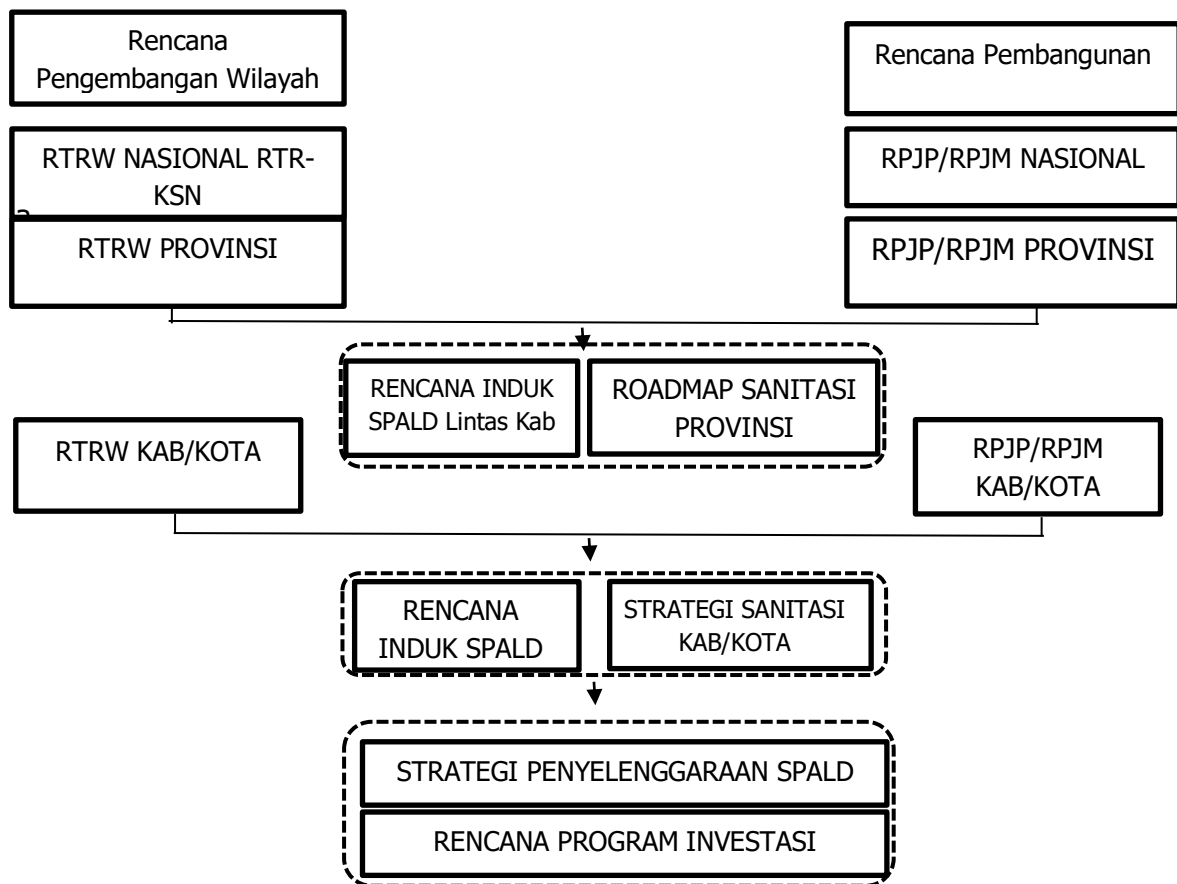 Rencana
Pengembangan Wilayah
Rencana Pembangunan
RTRW NASIONAL RTR-
KSN
RPJP/RPJM NASIONAL
RTRW PROVINSI
RPJP/RPJM PROVINSI
RENCANA INDUK
SPALD Lintas Kab
ROADMAP SANITASI
PROVINSI
RTRW KAB/KOTA
RPJP/RPJM
KAB/KOTA
RENCANA
INDUK SPALD
STRATEGI SANITASI
KAB/KOTA
STRATEGI PENYELENGGARAAN SPALD
RENCANA PROGRAM INVESTASI